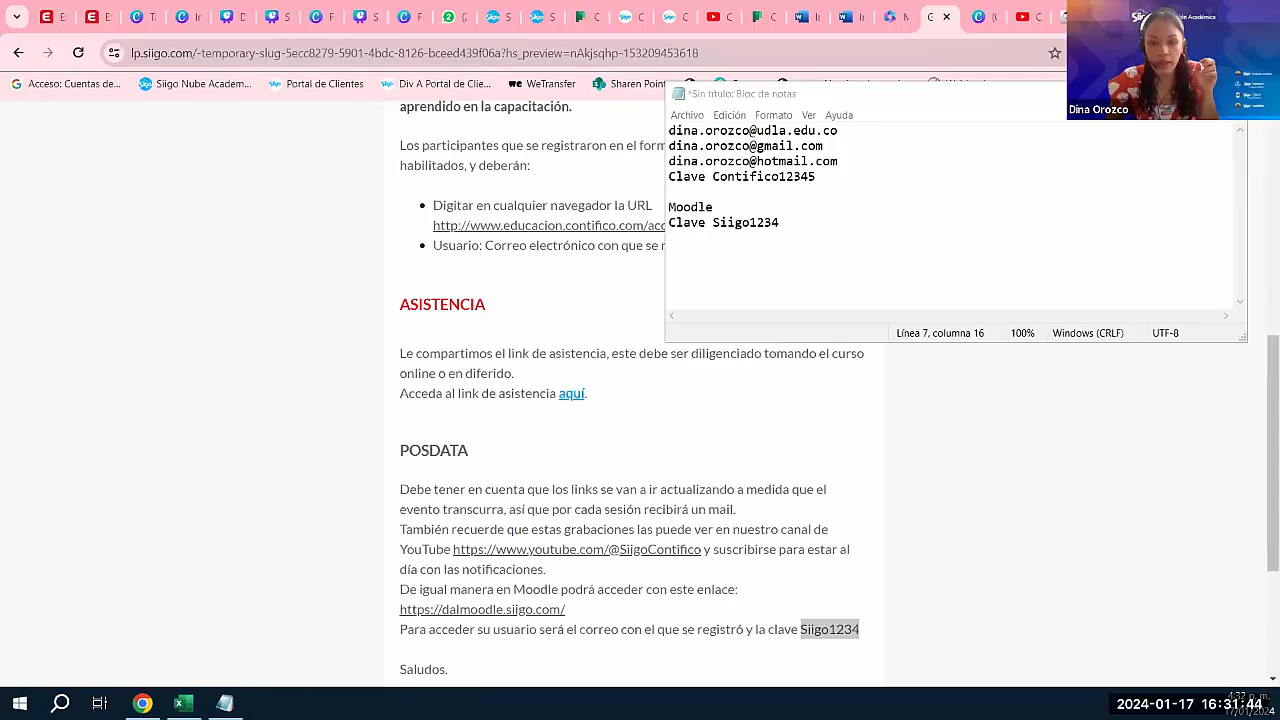 lp.siigo.com/-temporary-slug-5ecc8279-5901-4bdc-8126-bceadf89f06a?hs_preview=nAkjsqhp-153209453618
Acceso: Cuentas de...
Siigo Nube Academ...
Portal de Clientes
Div A Portal de Clie...
WeTransfer
Sharen Point
aprendido en la capacitación.
Los participantes que se registraron en el form
habilitados, y deberán:
Digitar en cualquier navegador la URL
http://www.educacion.contifico.com/acc
Usuario: Correo electrónico con que se r
ASISTENCIA
Le compartimos el link de asistencia, este debe ser diligenciado tomando el curso
online o en diferido.
Acceda al link de asistencia aquí.
POSDATA
Debe tener en cuenta que los links se van a ir actualizando a medida que el
evento transcurra, así que por cada sesión recibirá un mail.
También recuerde que estas grabaciones las puede ver en nuestro canal de
YouTube https://www.youtube.com/@SiigoContifico y suscribirse para estar al
día con las notificaciones.
De igual manera en Moodle podrá acceder con este enlace:
https://dalmoodle.siigo.com/
Para acceder su usuario será el correo con el que se registró y la clave Siigo1234
Saludos.
*Sin título: Bloc de notas
Archivo Edición Formato Ver Ayuda
dina.orozco@udla.edu.co
dina.orozco@gmail.com
dina.orozco@hotmail.com
Clave Contifico12345
Moodle
Clave Siigo1234
Línea 7, columna 16 100% Windows (CRLF) UTF-8
Dina Orozco
2024-01-17 16:31:44